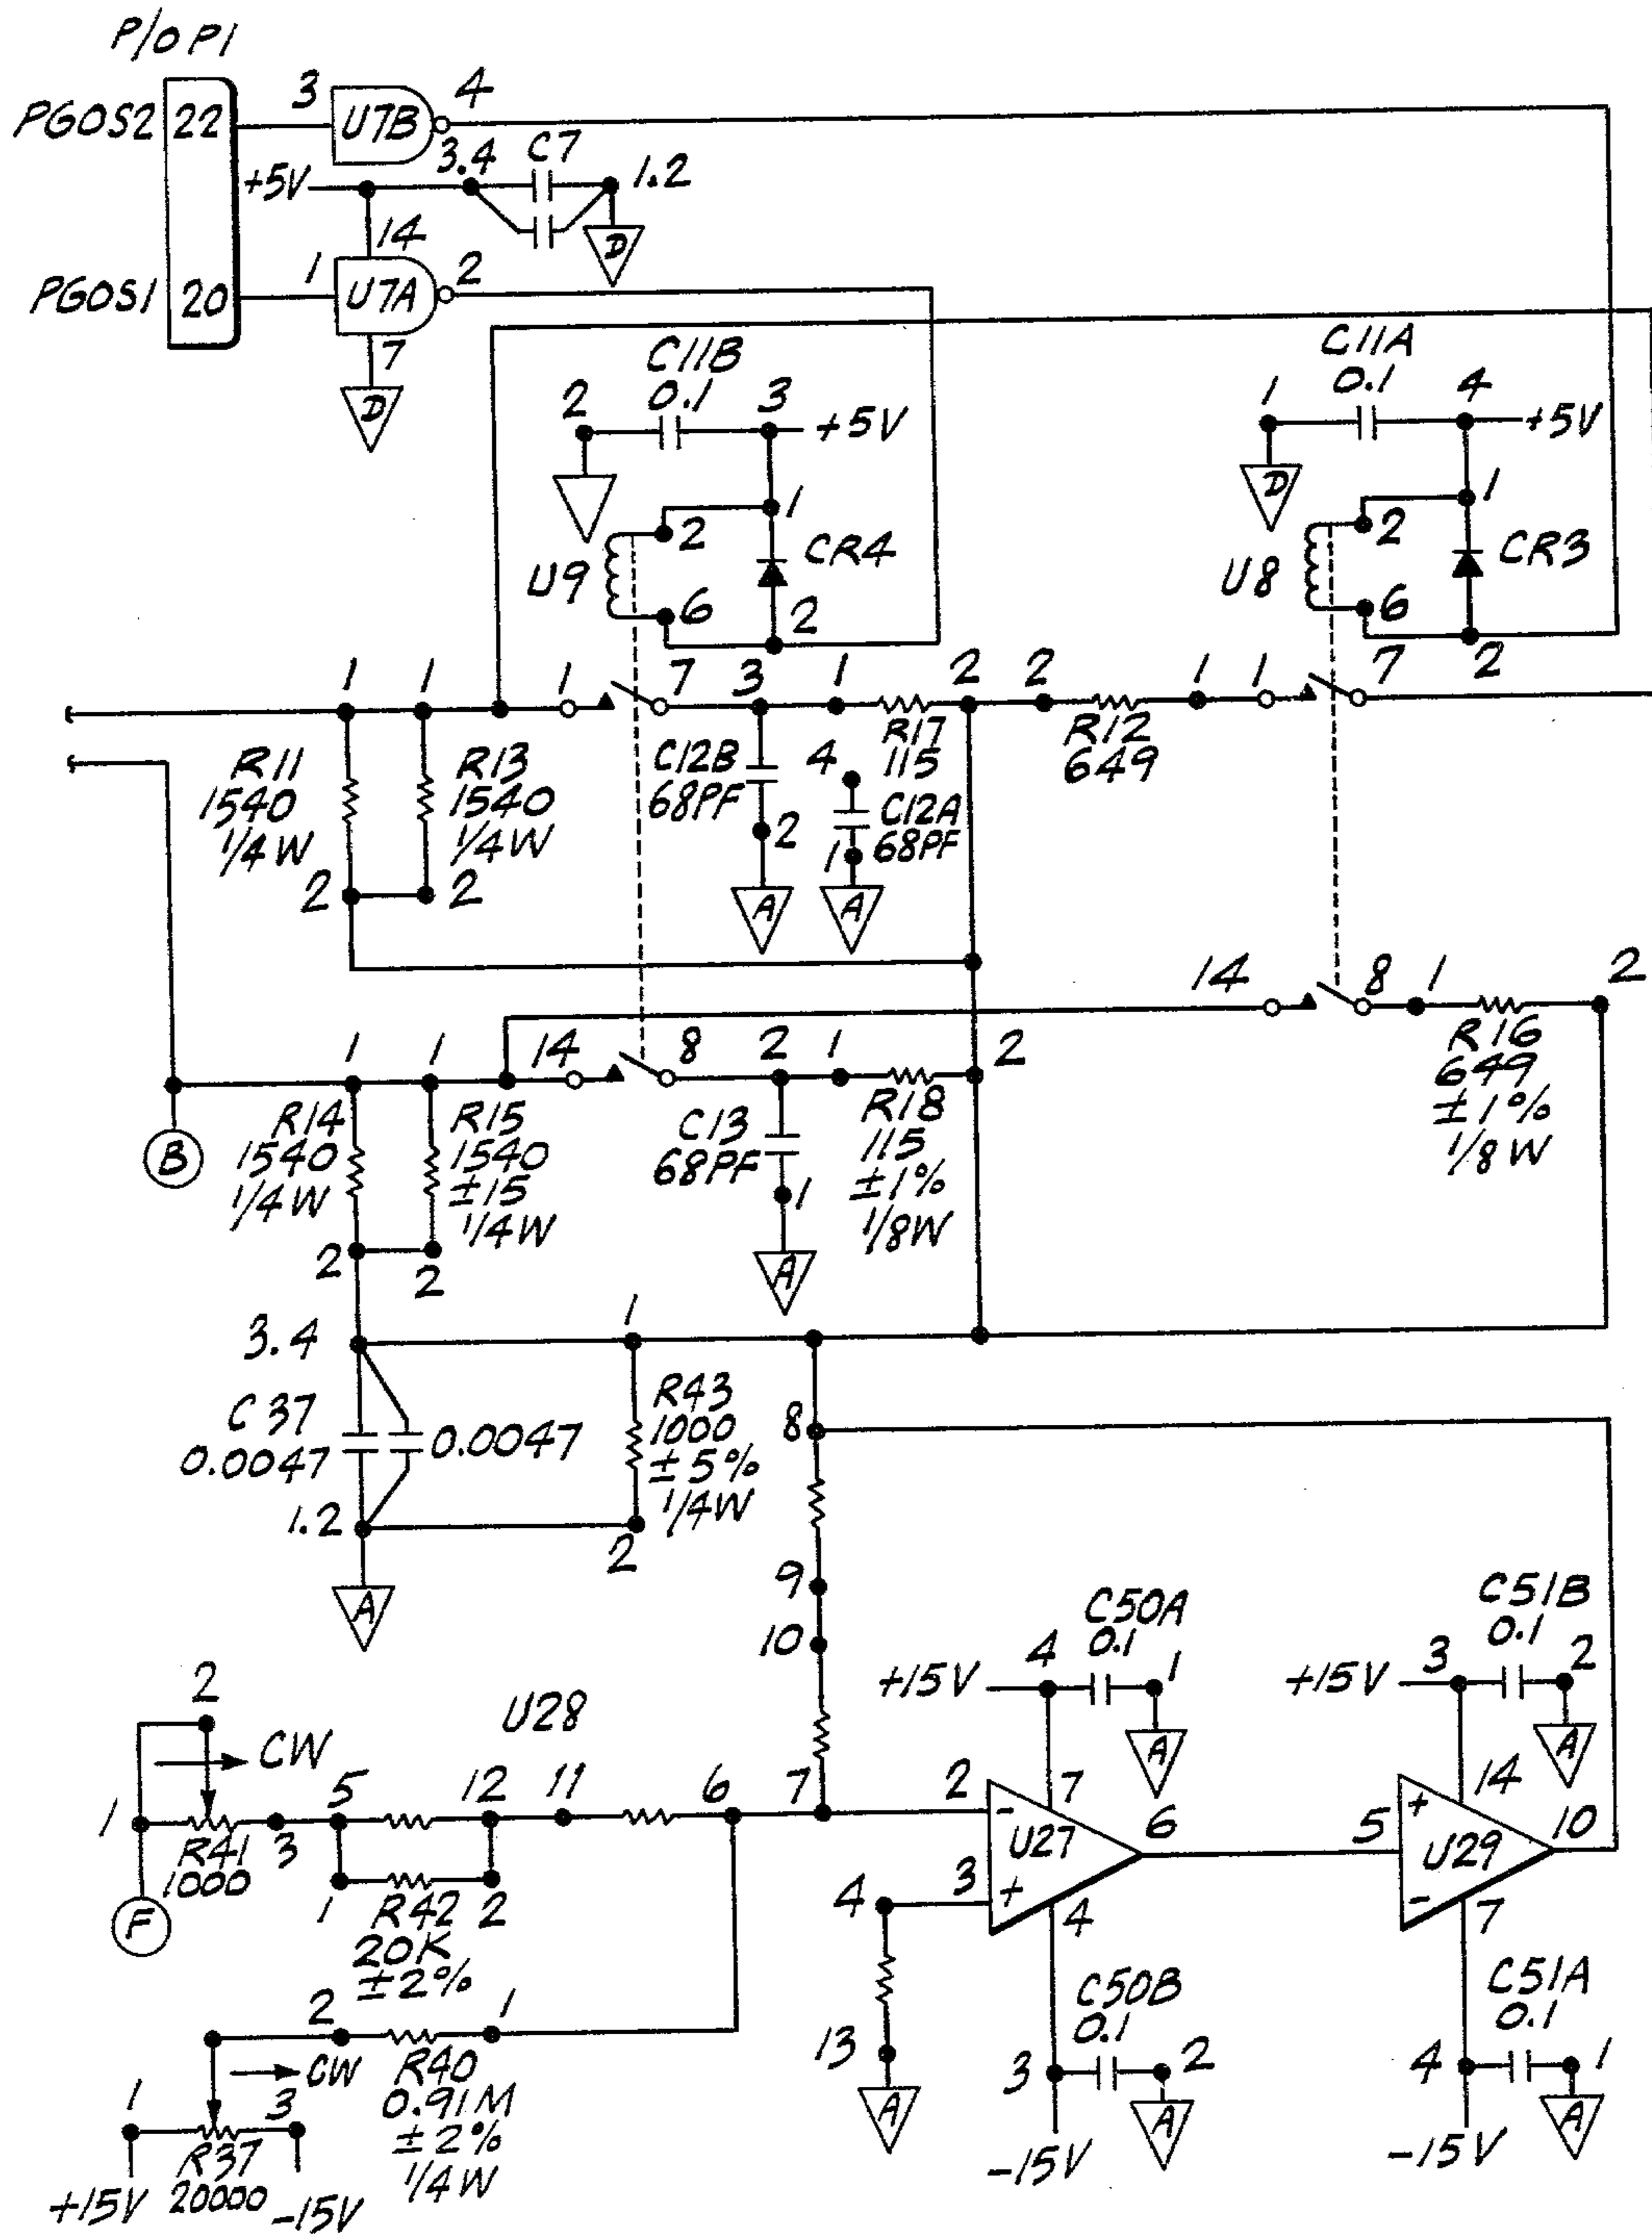 P/O P1
PGOS2 22
3 U7B 4
+5V
3.4 C7 1.2
D
14
PGOS1 20
1 U7A 2
7
D
C11B
0.1
2 3
+5V
1
2
U9
CR4
6
2
C11A
0.1
1 4
+5V
D
1
2
U8
CR3
6
2
1 1 1 7 3 1 2 2 1 1 7
R11
1540
1/4W
R13
1540
1/4W
2 2
C12B
68PF
2
A
R17
115
4
C12A
68PF
1
A
R12
649
14 8 1 2
R16
649
±1%
1/8W
1 1 14 8 2 1 2
B
R14
1540
1/4W
R15
1540
±15
1/4W
2 2
C13
68PF
1
A
R18
115
±1%
1/8W
3.4
C37
0.0047
0.0047
1.2
A
1
R43
1000
±5%
1/4W
2
8
9
10
U28
2
CW
1
R41
1000
3
F
5 12 11 6 7
1 R42 2
20K
±2%
2 1
R40
0.91M
±2%
1/4W
CW
1 3
R37
20000
+15V -15V
C50A
0.1
+15V 4 1
A
7
2 - U27 6
3 +
4
4
13
A
C50B
0.1
3 2
A
-15V
C51B
0.1
+15V 3 2
A
14
5 + U29 10
-
7
C51A
0.1
4 1
A
-15V